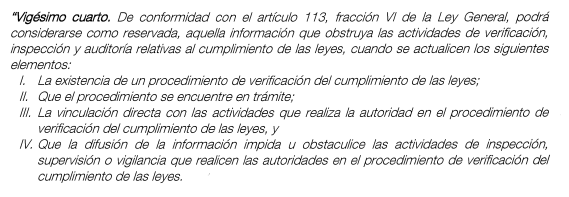 "Vigésimo cuarto. De conformidad con el artículo 113, fracción VI de la Ley General, podrá
considerarse como reservada, aquella información que obstruya las actividades de verificación,
inspección y auditoría relativas al cumplimiento de las leyes, cuando se actualicen los siguientes
elementos:
I. La existencia de un procedimiento de verificación del cumplimiento de las leyes;
II. Que el procedimiento se encuentre en trámite;
III. La vinculación directa con las actividades que realiza la autoridad en el procedimiento de
verificación del cumplimiento de las leyes, y
IV. Que la difusión de la información impida u obstaculice las actividades de inspección,
supervisión o vigilancia que realicen las autoridades en el procedimiento de verificación del
cumplimiento de las leyes.